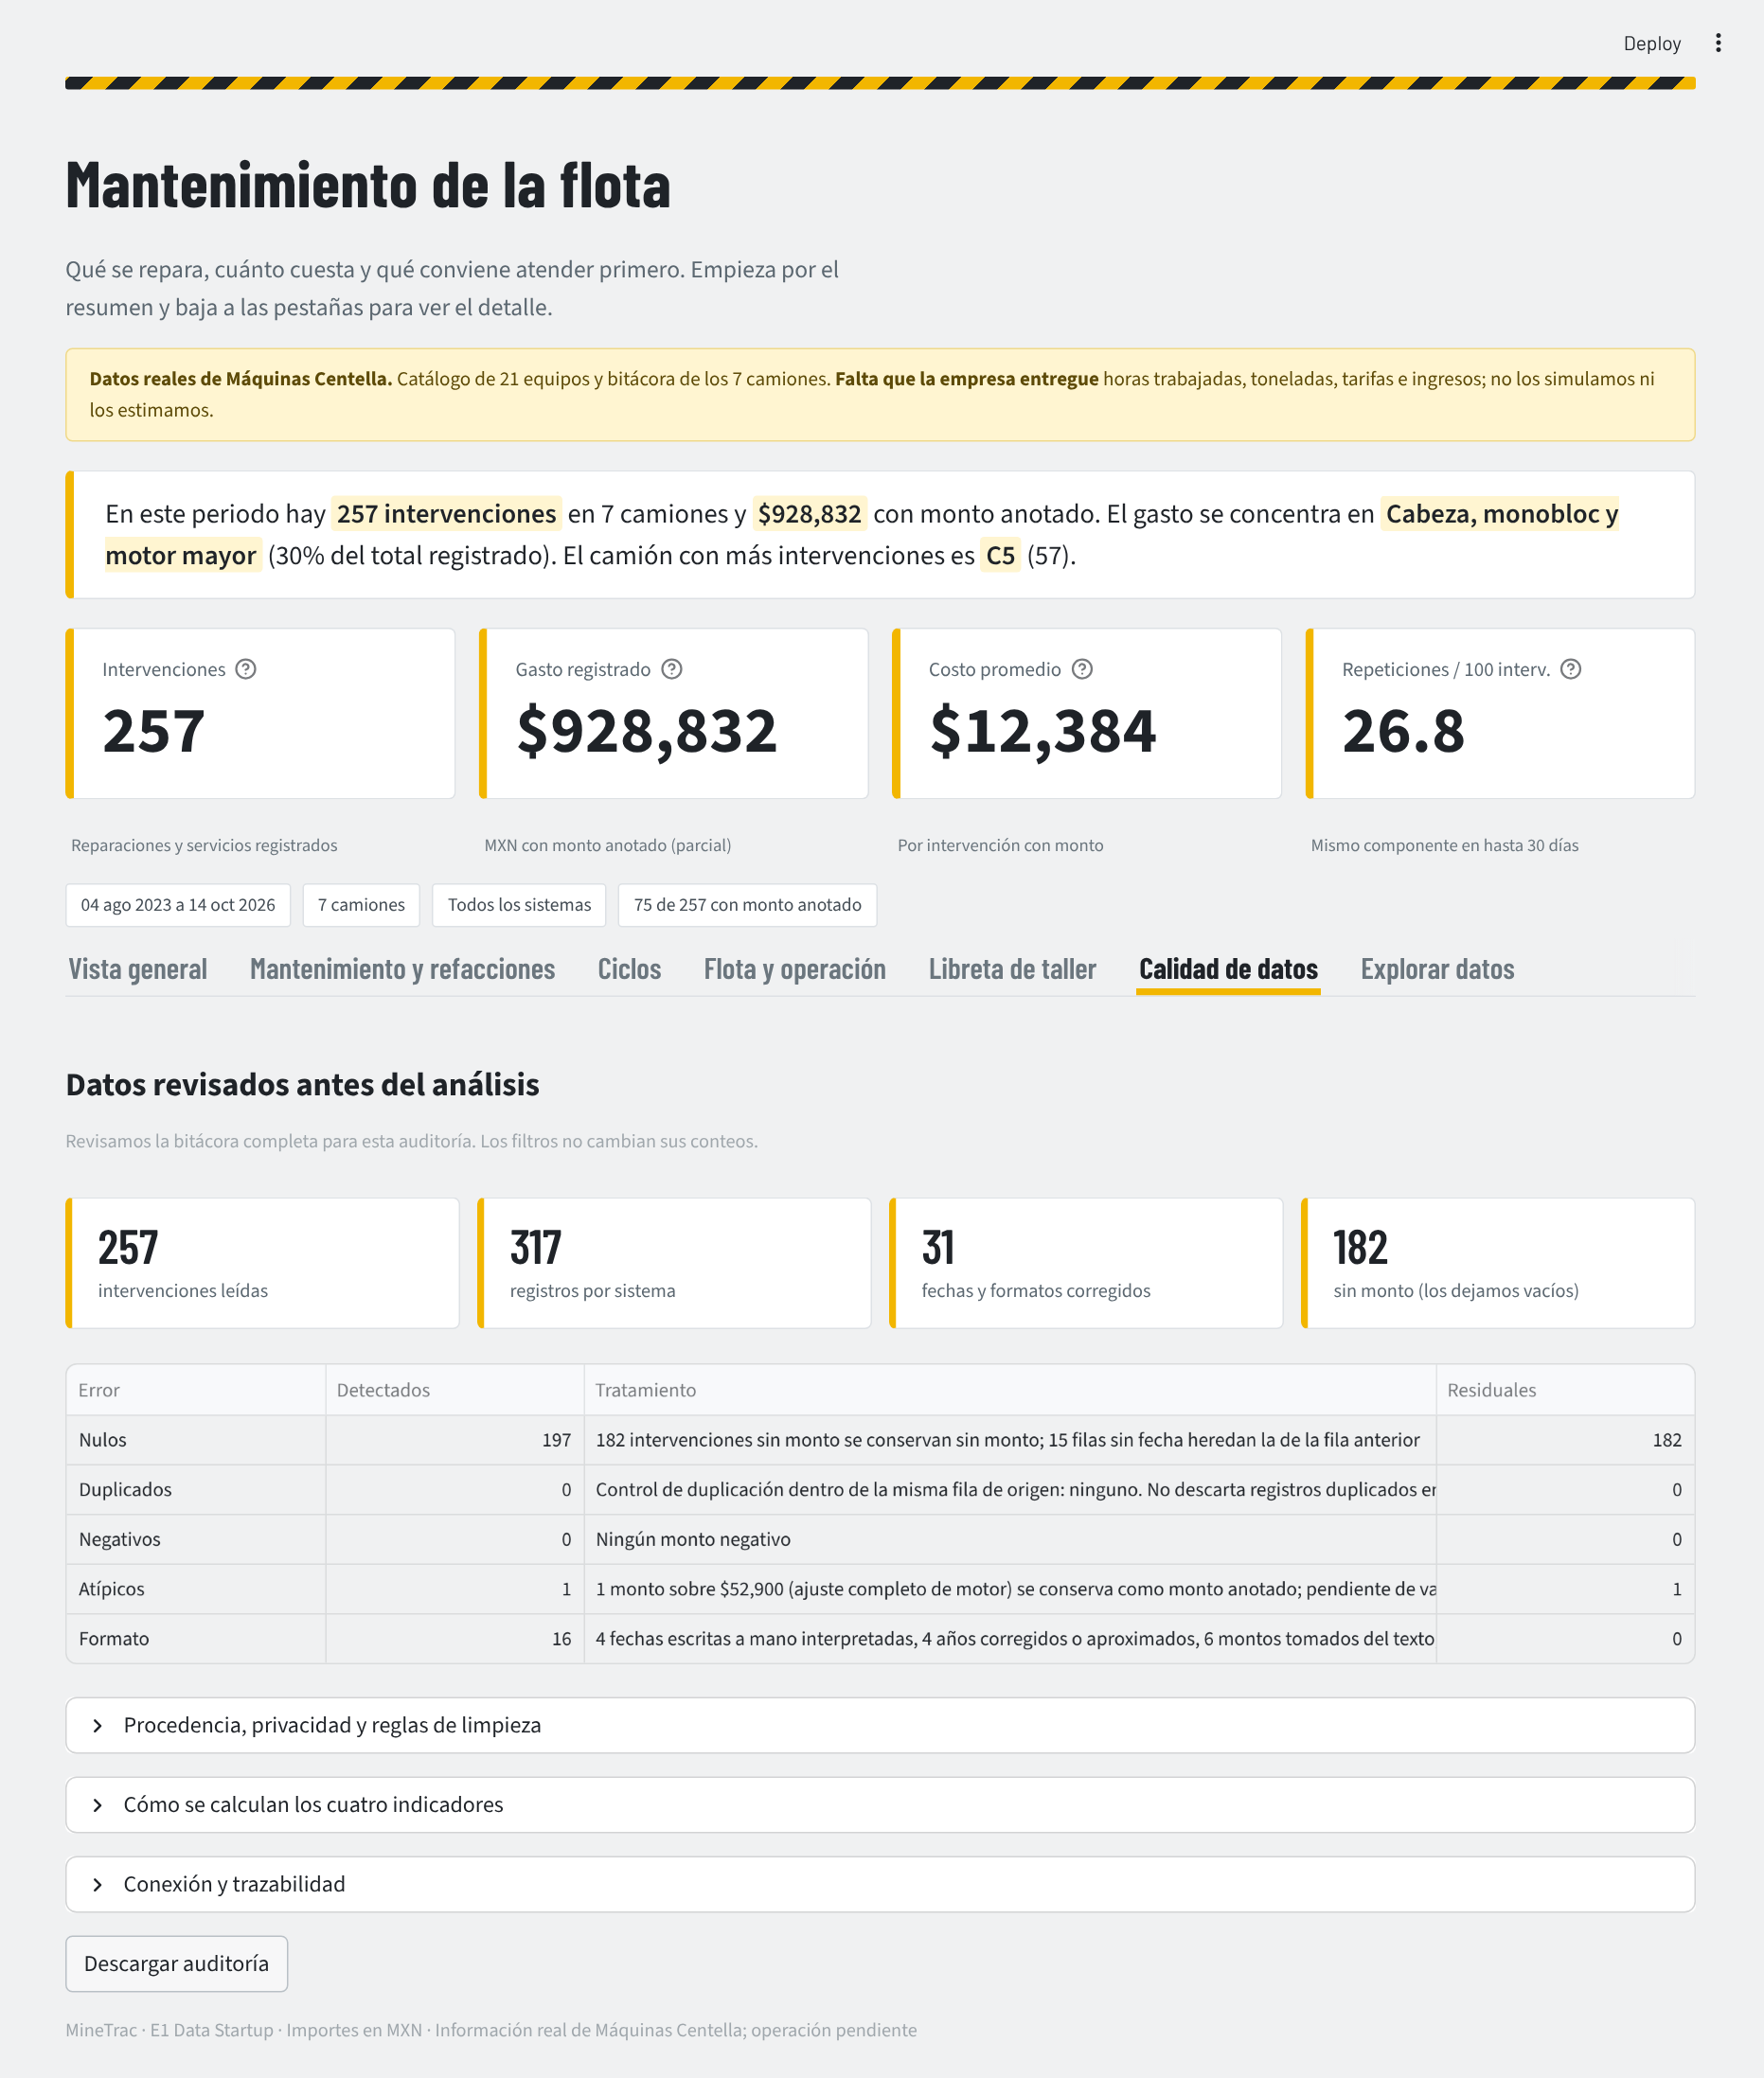 Deploy
Mantenimiento de la flota
Qué se repara, cuánto cuesta y qué conviene atender primero. Empieza por el
resumen y baja a las pestañas para ver el detalle.
Datos reales de Máquinas Centella. Catálogo de 21 equipos y bitácora de los 7 camiones. Falta que la empresa entregue horas trabajadas, toneladas, tarifas e ingresos; no los simulamos ni
los estimamos.
En este periodo hay 257 intervenciones en 7 camiones y $928,832 con monto anotado. El gasto se concentra en Cabeza, monobloc y
motor mayor (30% del total registrado). El camión con más intervenciones es C5 (57).
Intervenciones
257
Reparaciones y servicios registrados
Gasto registrado
$928,832
MXN con monto anotado (parcial)
Costo promedio
$12,384
Por intervención con monto
Repeticiones / 100 interv.
26.8
Mismo componente en hasta 30 días
04 ago 2023 a 14 oct 2026 7 camiones Todos los sistemas 75 de 257 con monto anotado
Vista general Mantenimiento y refacciones Ciclos Flota y operación Libreta de taller Calidad de datos Explorar datos
Datos revisados antes del análisis
Revisamos la bitácora completa para esta auditoría. Los filtros no cambian sus conteos.
257
intervenciones leídas
317
registros por sistema
31
fechas y formatos corregidos
182
sin monto (los dejamos vacíos)
Error Detectados Tratamiento Residuales
Nulos 197 182 intervenciones sin monto se conservan sin monto; 15 filas sin fecha heredan la de la fila anterior 182
Duplicados 0 Control de duplicación dentro de la misma fila de origen: ninguno. No descarta registros duplicados 0
Negativos 0 Ningún monto negativo 0
Atípicos 1 1 monto sobre $52,900 (ajuste completo de motor) se conserva como monto anotado; pendiente de 1
Formato 16 4 fechas escritas a mano interpretadas, 4 años corregidos o aproximados, 6 montos tomados del texto 0
Procedencia, privacidad y reglas de limpieza
Cómo se calculan los cuatro indicadores
Conexión y trazabilidad
Descargar auditoría
MineTrac · E1 Data Startup · Importes en MXN · Información real de Máquinas Centella; operación pendiente